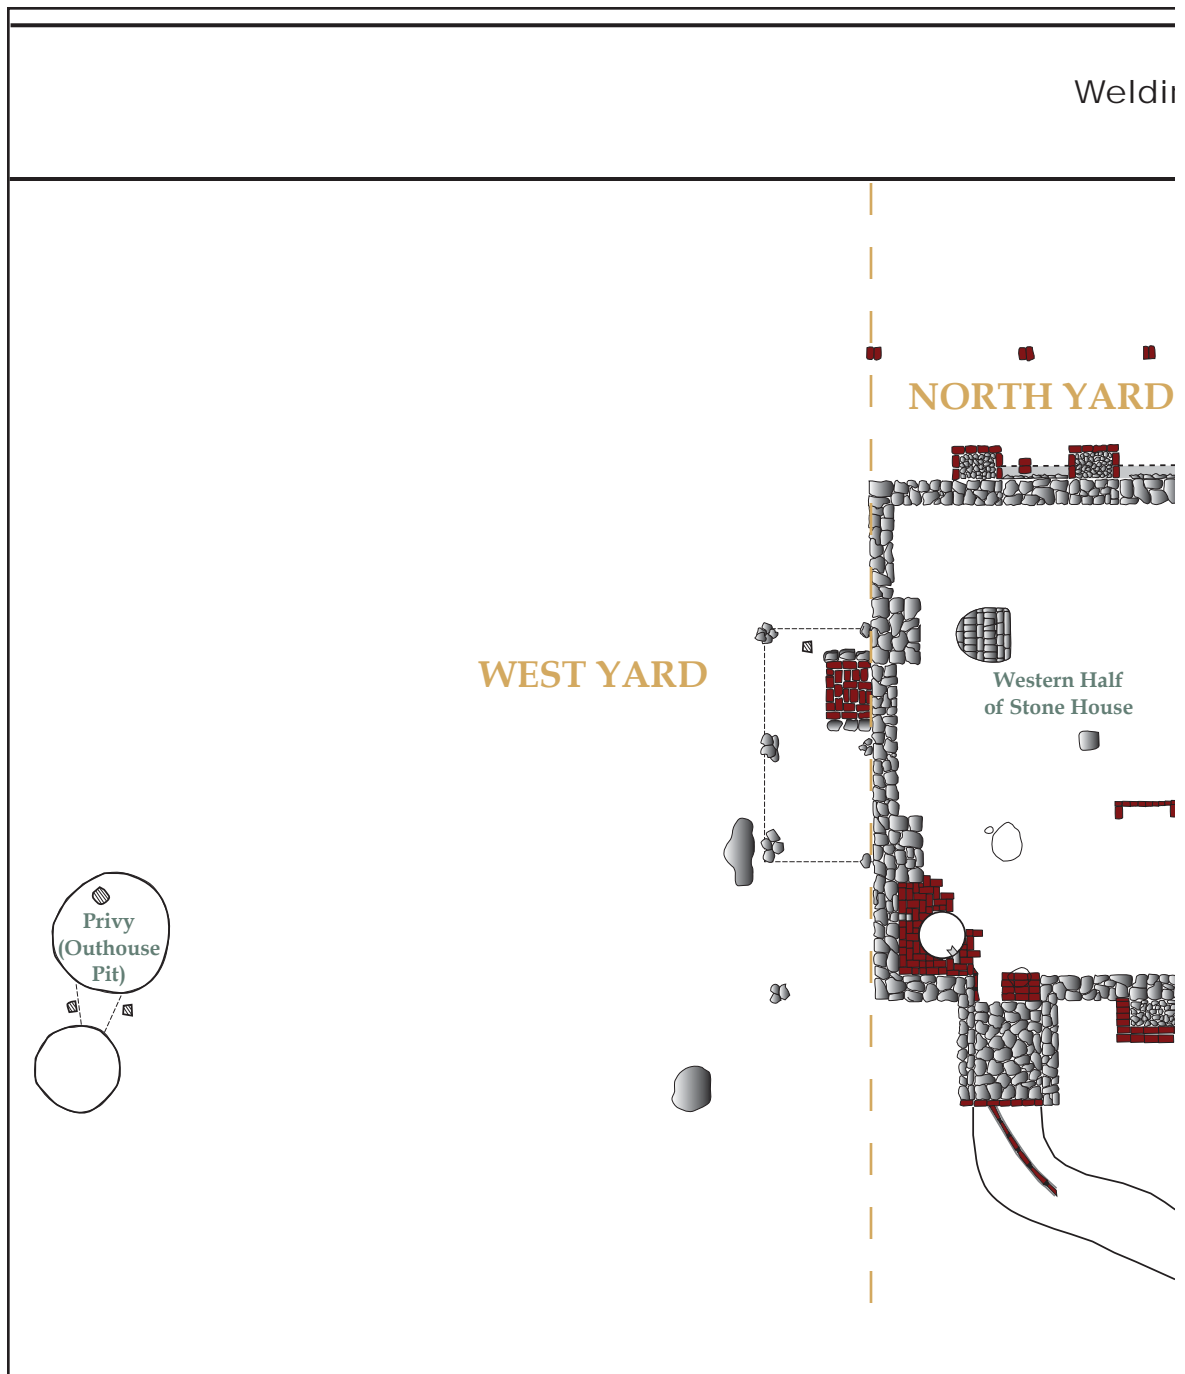 NORTH YARD
WEST YARD
Western Half
of Stone House
Privy
(Outhouse
Pit)